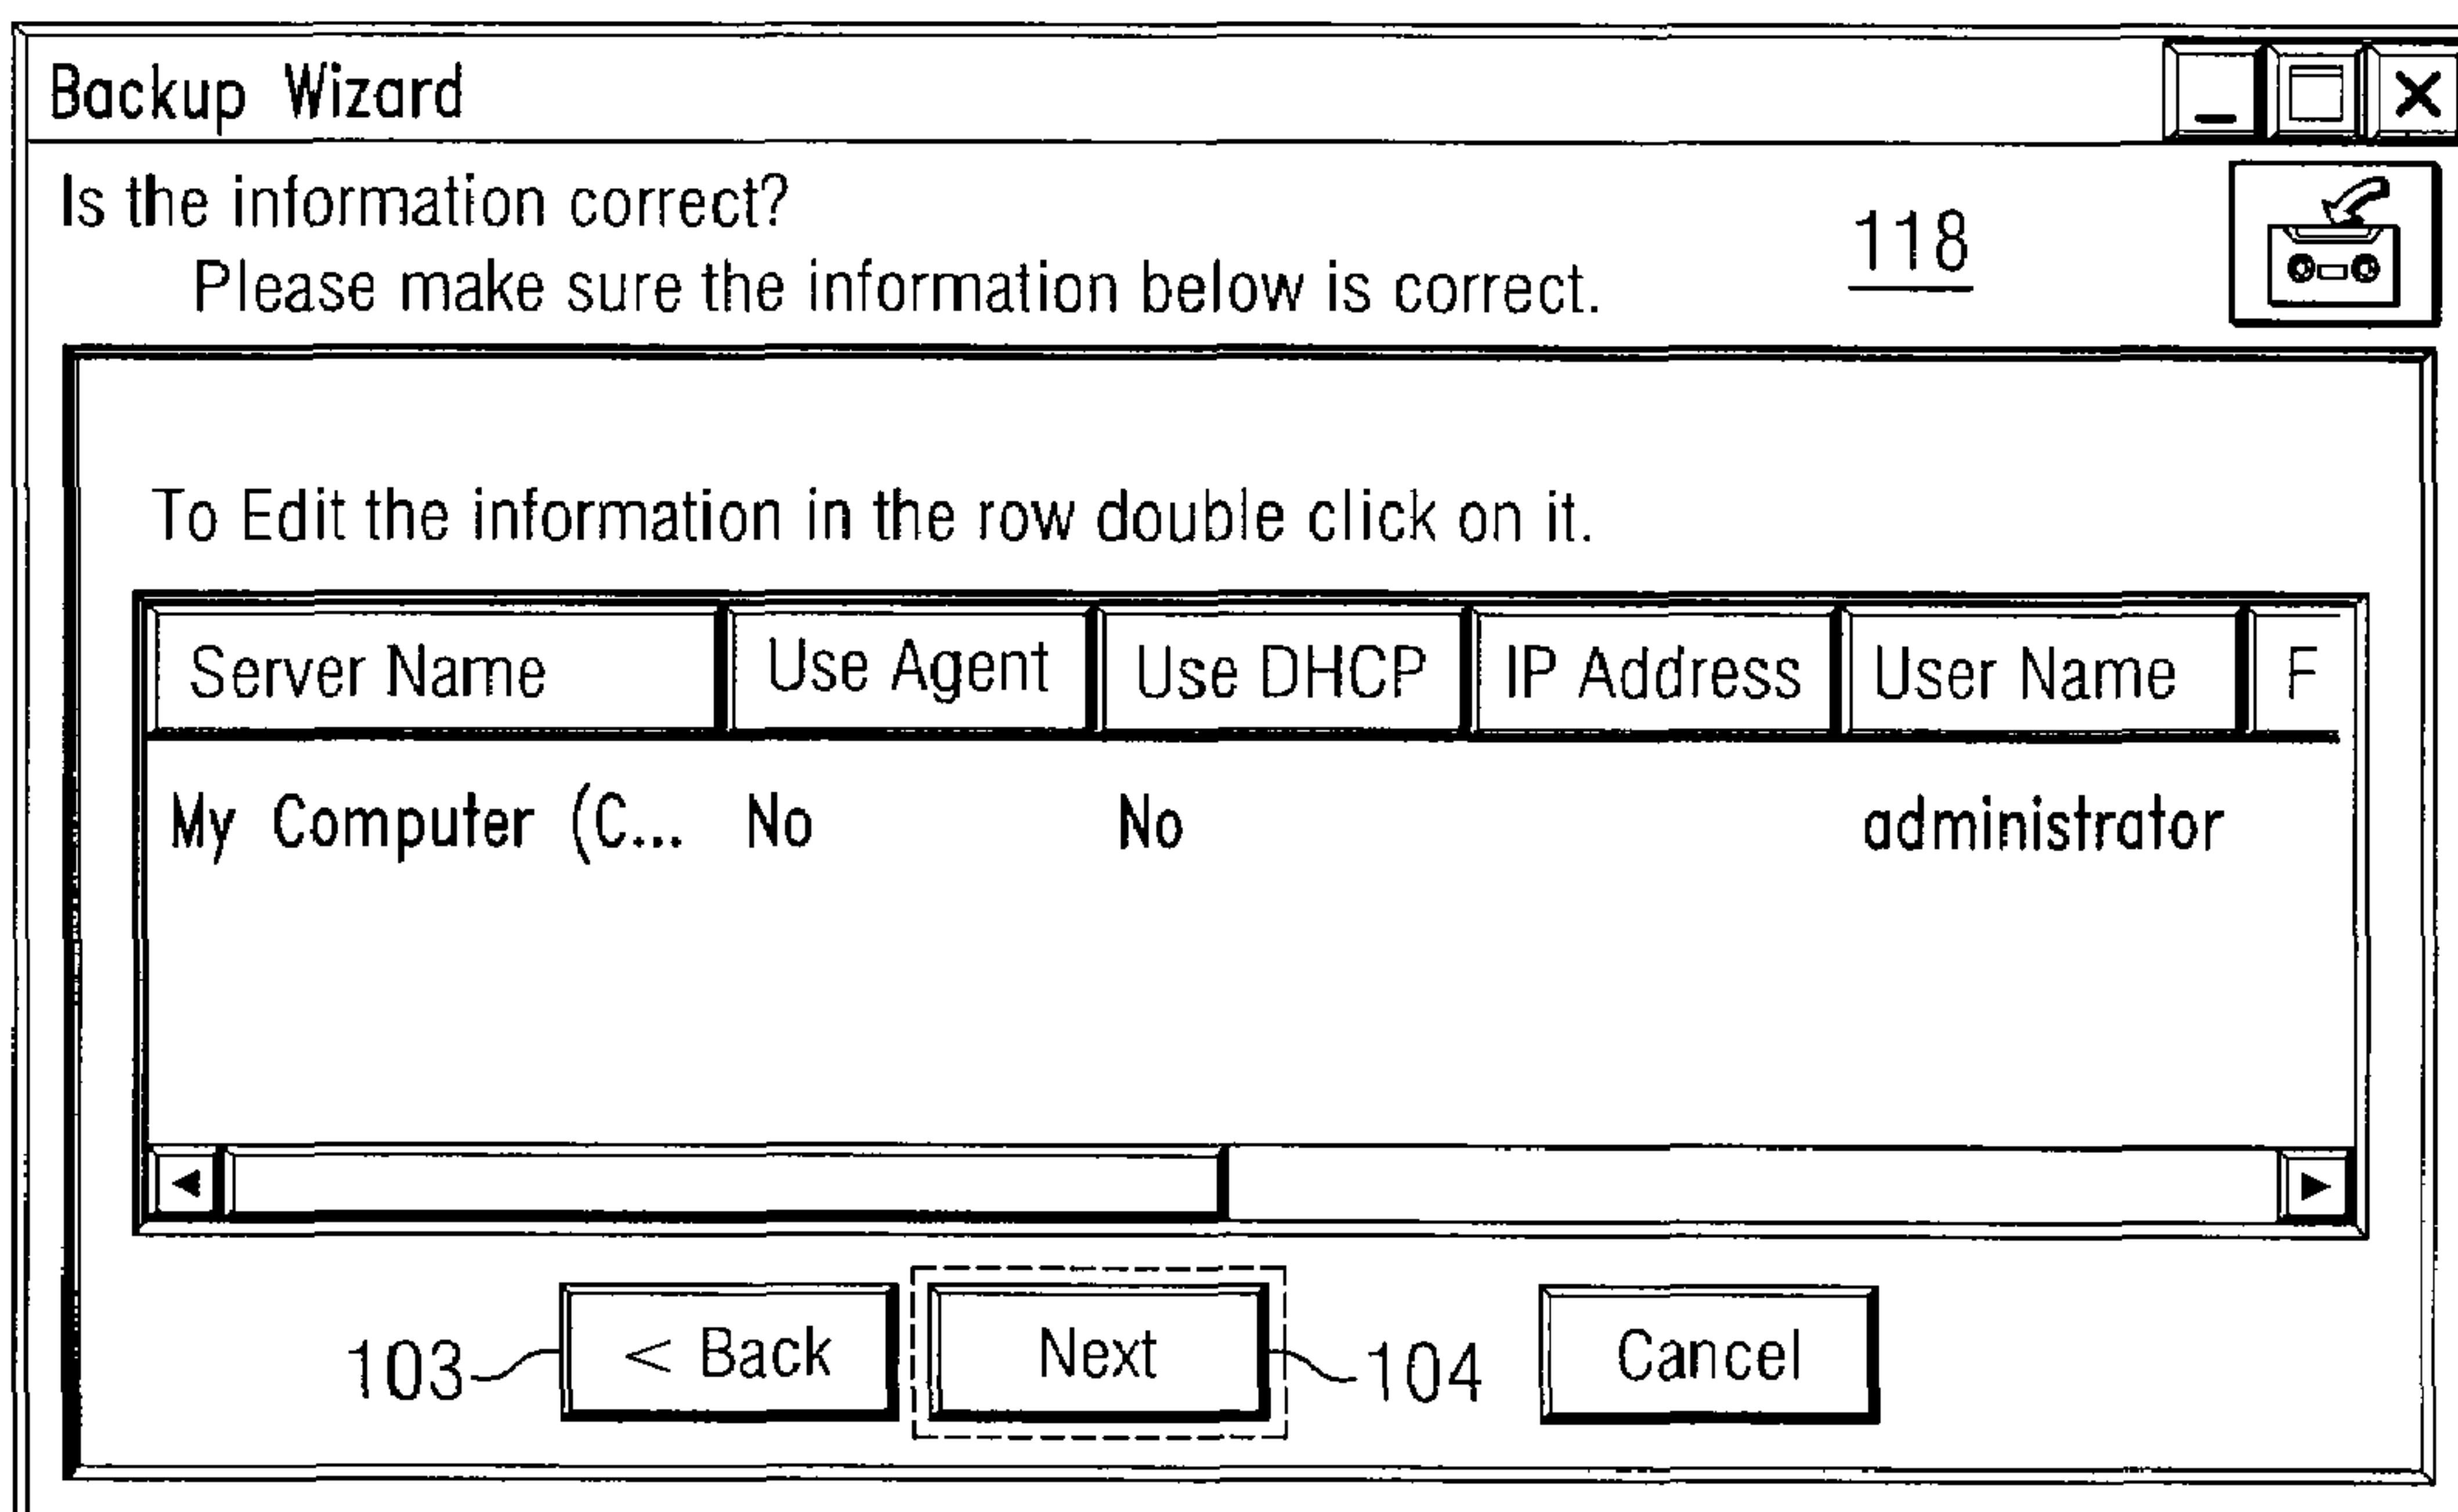 Backup Wizard
Is the information correct?
118
Please make sure the information below is correct.
To Edit the information in the row double click on it.
Server Name Use Agent Use DHCP IP Address User Name F
My Computer (C... No No administrator
103 < Back Next 104 Cancel